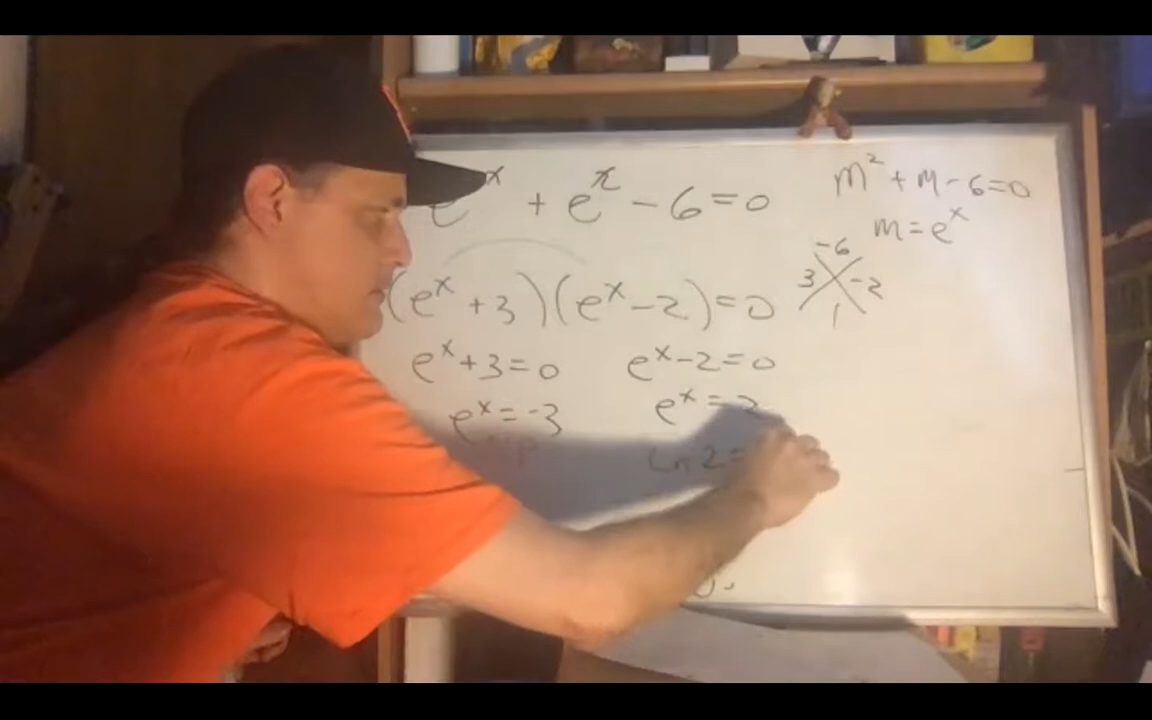 e^x + e^x - 6 = 0
(e^x + 3)(e^x - 2) = 0
e^x + 3 = 0
e^x - 2 = 0
e^x = -3
e^x = 2
Ln 2 =
m² + m - 6 = 0
m = e^x
-6
3 -2
1